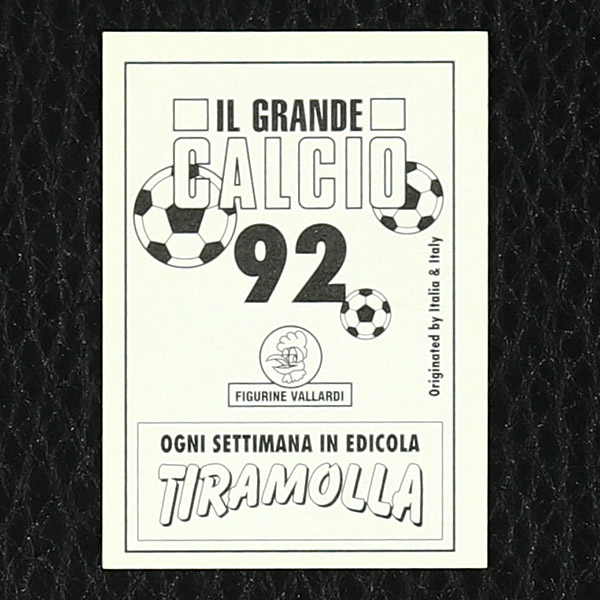 IL GRANDE
CALCIO
92
Originated by Italia & Italy
FIGURINE VALLARDI
OGNI SETTIMANA IN EDICOLA
TIRAMOLLA